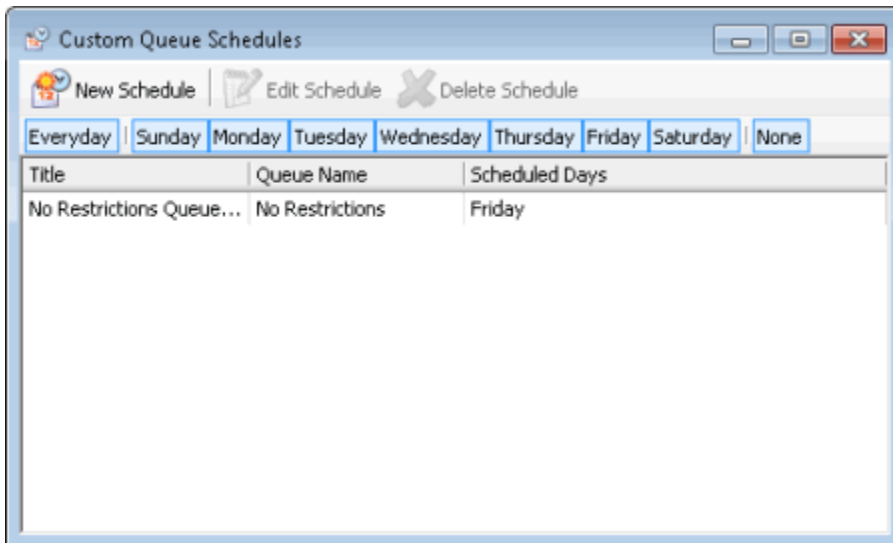 Custom Queue Schedules
New Schedule Edit Schedule Delete Schedule
Everyday Sunday Monday Tuesday Wednesday Thursday Friday Saturday None
Title Queue Name Scheduled Days
No Restrictions Queue... No Restrictions Friday